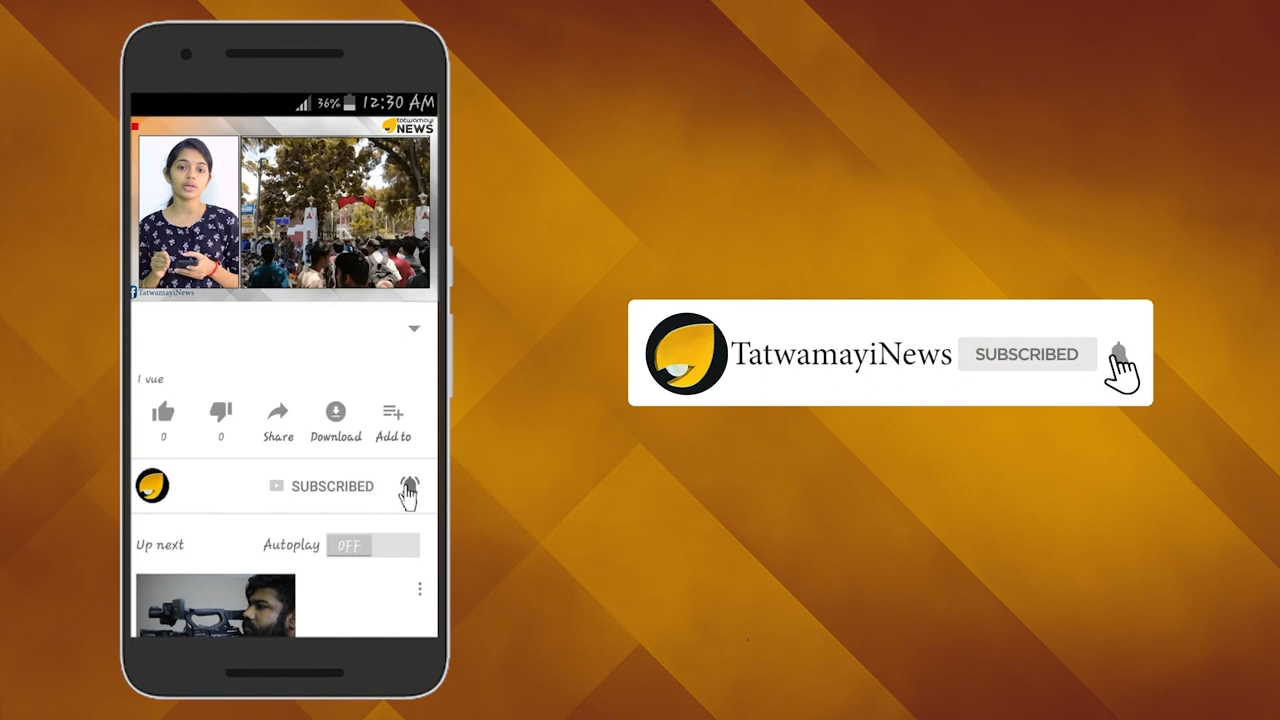 36% 12:30 AM
tatwamayi
NEWS
TatwamayiNews
1 vue
0 0 Share Download Add to
SUBSCRIBED
Up next Autoplay OFF
TatwamayiNews SUBSCRIBED